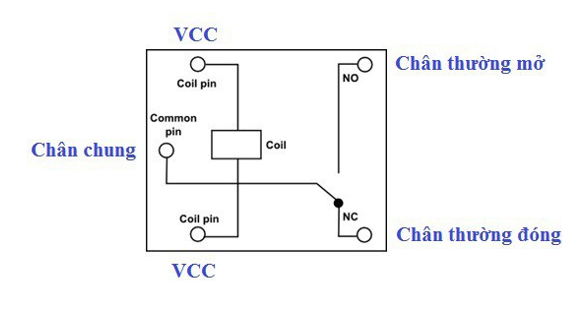 VCC
Coil pin
NO
Chân thường mở
Common
pin
Chân chung
Coil
Coil pin
NC
Chân thường đóng
VCC